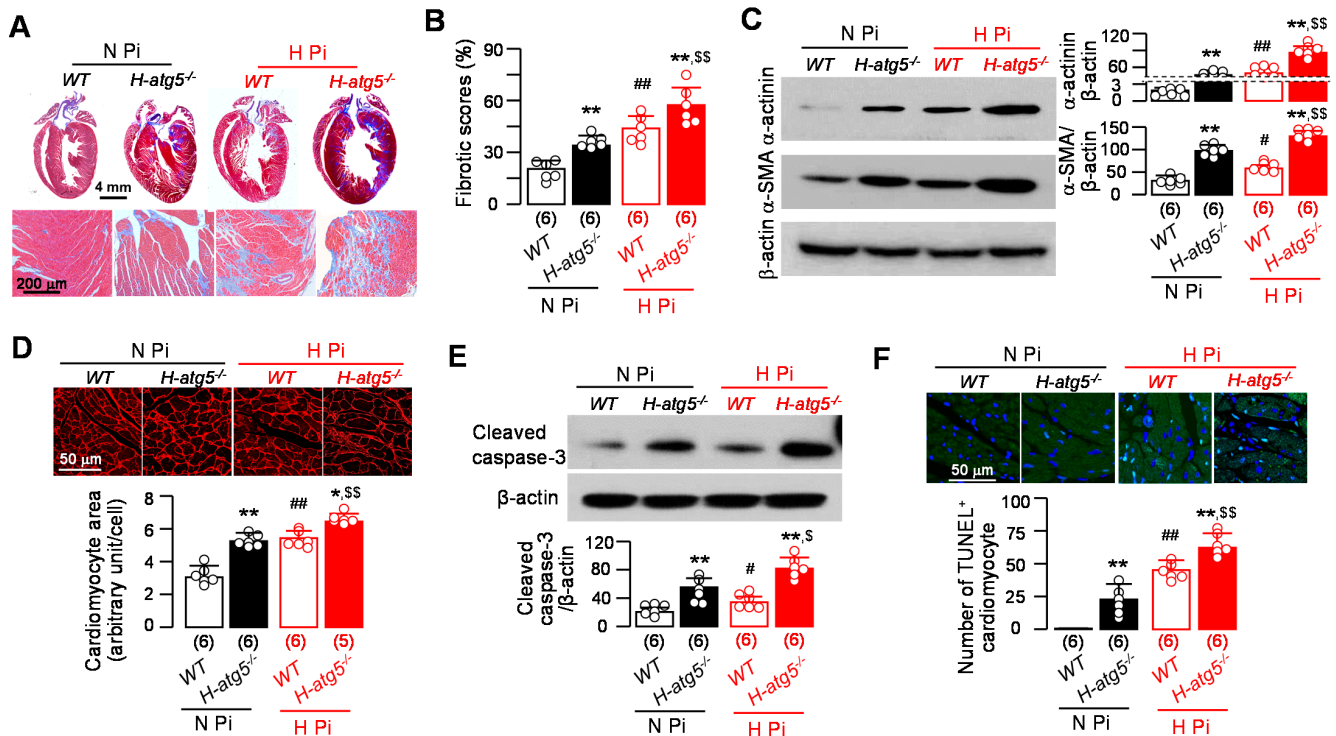 A
N Pi
H Pi
WT
H-atg5-/-
WT
H-atg5-/-
4 mm
200 μm
B
Fibrotic scores (%)
90
60
30
0
**
##
**,$$
(6)
(6)
(6)
(6)
WT
H-atg5-/-
WT
H-atg5-/-
N Pi
H Pi
C
N Pi
H Pi
WT
H-atg5-/-
WT
H-atg5-/-
α-actinin
α-SMA
β-actin
α-actinin
β-actin
100
50
3
0
**
##
**,$$
α-SMA/
β-actin
150
100
50
0
**
#
**,$$
(6)
(6)
(6)
(6)
WT
H-atg5-/-
WT
H-atg5-/-
N Pi
H Pi
D
N Pi
H Pi
WT
H-atg5-/-
WT
H-atg5-/-
50 μm
Cardiomyocyte area
(arbitrary unit/cell)
8
6
4
2
0
**
##
*,$$
(6)
(6)
(6)
(5)
WT
H-atg5-/-
WT
H-atg5-/-
N Pi
H Pi
E
N Pi
H Pi
WT
H-atg5-/-
WT
H-atg5-/-
Cleaved
caspase-3
β-actin
Cleaved
caspase-3
/β-actin
120
80
40
0
**
#
**,$
(6)
(6)
(6)
(6)
WT
H-atg5-/-
WT
H-atg5-/-
N Pi
H Pi
F
N Pi
H Pi
WT
H-atg5-/-
WT
H-atg5-/-
50 μm
Number of TUNEL+
cardiomyocyte
100
75
50
25
0
**
##
**,$$
(6)
(6)
(6)
(6)
WT
H-atg5-/-
WT
H-atg5-/-
N Pi
H Pi